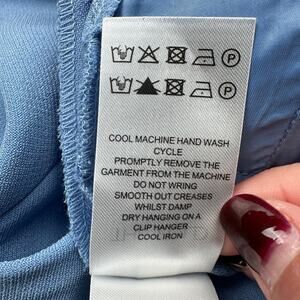 COOL MACHINE HAND WASH
CYCLE
PROMPTLY REMOVE THE
GARMENT FROM THE MACHINE
DO NOT WRING
SMOOTH OUT CREASES
WHILST DAMP
DRY HANGING ON A
CLIP HANGER
COOL IRON